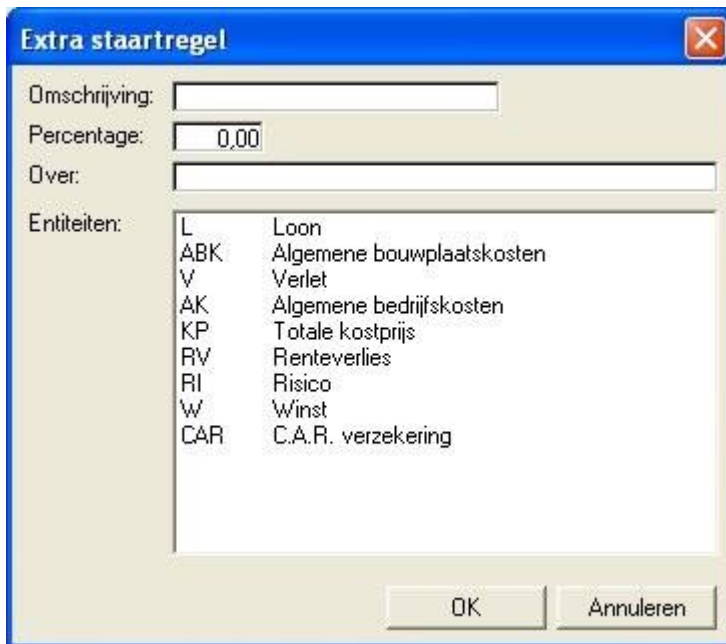 Extra staartregel
Omschrijving:
Percentage: 0,00
Over:
Entiteiten:
L Loon
ABK Algemene bouwplaatskosten
V Verlet
AK Algemene bedrijfskosten
KP Totale kostprijs
RV Renteverlies
RI Risico
W Winst
CAR C.A.R. verzekering
OK Annuleren